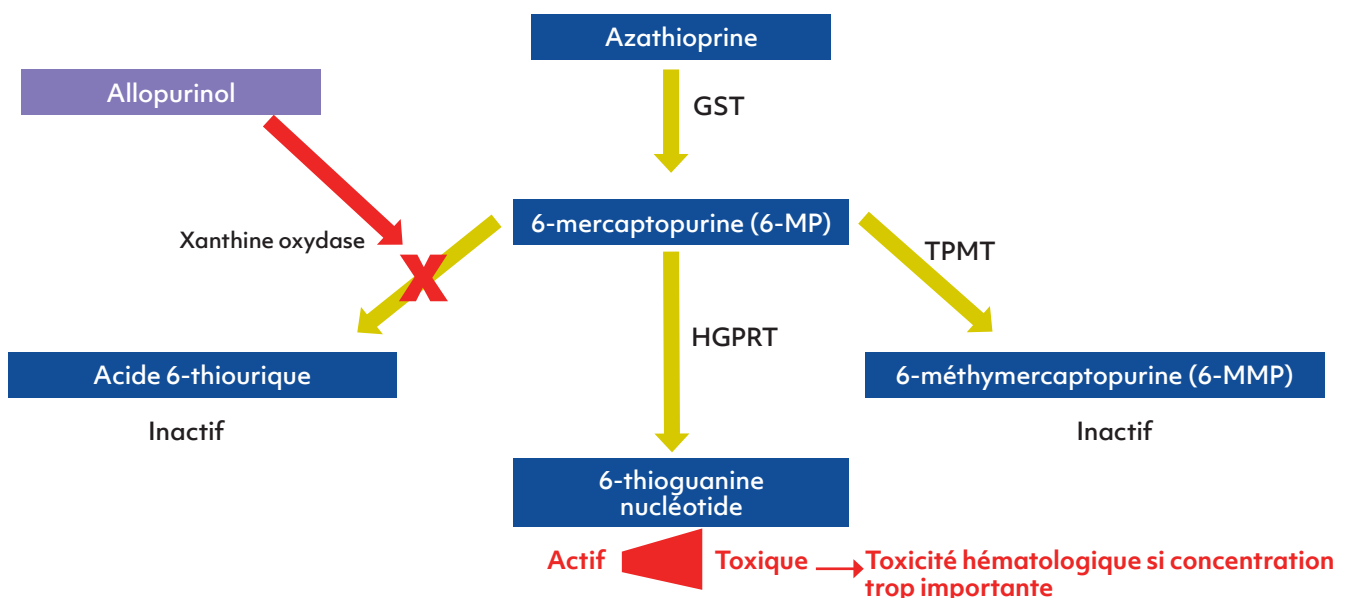 Azathioprine
Allopurinol
GST
6-mercaptopurine (6-MP)
Xanthine oxydase
TPMT
HGPRT
Acide 6-thiourique
6-méthymercaptopurine (6-MMP)
Inactif
Inactif
6-thioguanine
nucléotide
Actif
Toxique
Toxicité hématologique si concentration
trop importante
X